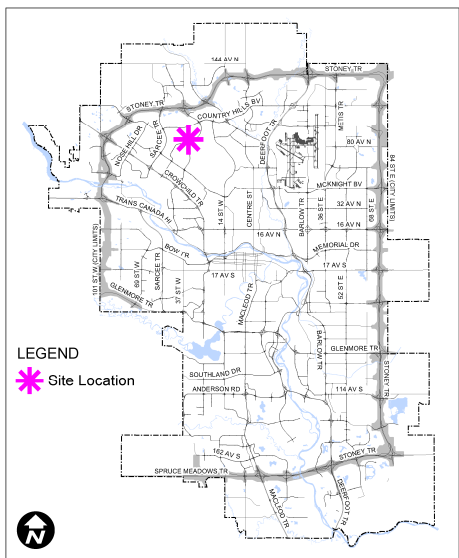 144 AV N
STONEY TR
STONEY TR
COUNTRY HILLS BV
SARCEE TR
NOSE HILL DR
DEERFOOT TR
METIS TR
80 AV N
84 ST E (CITY LIMITS)
CROWCHILD TR
MCKNIGHT BV
TRANS CANADA HI
14 ST W
CENTRE ST
BARLOW TR
36 ST E
32 AV N
68 ST E
16 AV N
16 AV N
101 ST W (CITY LIMITS)
BOW TR
MEMORIAL DR
69 ST W
SARCEE TR
37 ST W
17 AV S
17 AV S
52 ST E
GLENMORE TR
MACLEOD TR
BARLOW TR
GLENMORE TR
LEGEND
Site Location
SOUTHLAND DR
ANDERSON RD
114 AV S
STONEY TR
162 AV S
STONEY TR
SPRUCE MEADOWS TR
MACLEOD TR
DEERFOOT TR
N